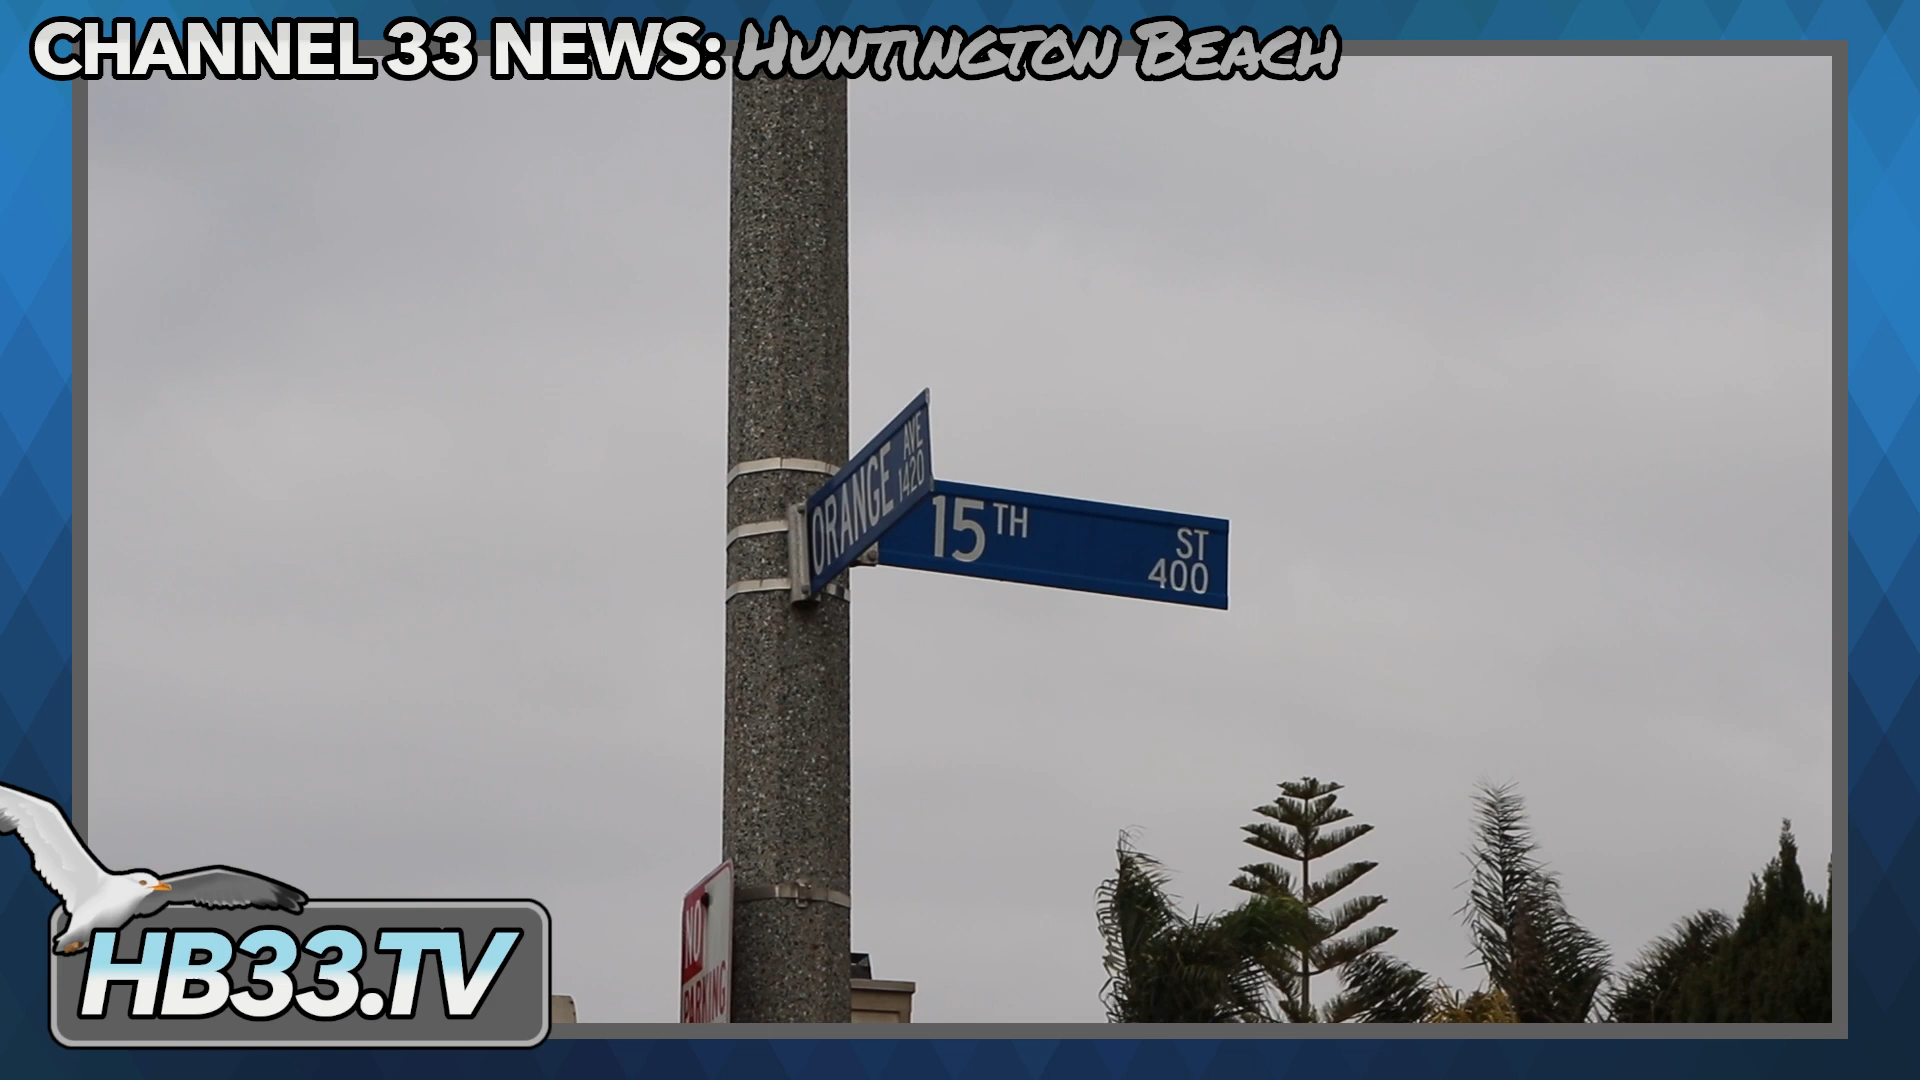 CHANNEL 33 NEWS: HUNTINGTON BEACH
ORANGE AVE
1420
15TH ST
400
NO
PARKING
HB33.TV